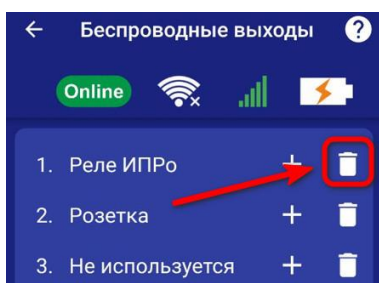 Беспроводные выходы ?
Online
1. Реле ИПРо +
2. Розетка +
3. Не используется +